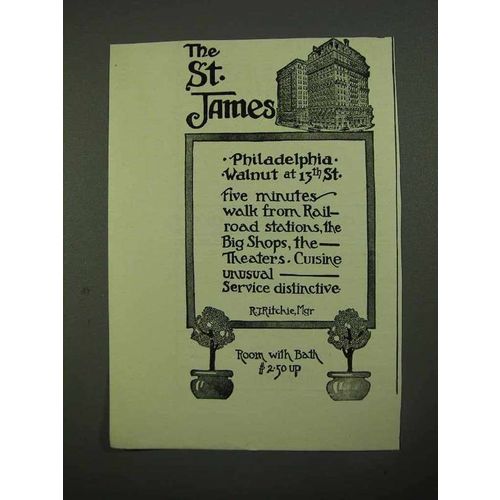 The
St.
James
·Philadelphia·
Walnut at 13th St.
Five minutes
walk from Rail-
road stations, the
Big Shops, the —
Theaters. Cuisine
unusual —
Service distinctive
R.J. Ritchie, Mgr
Room with Bath
$2.50 up